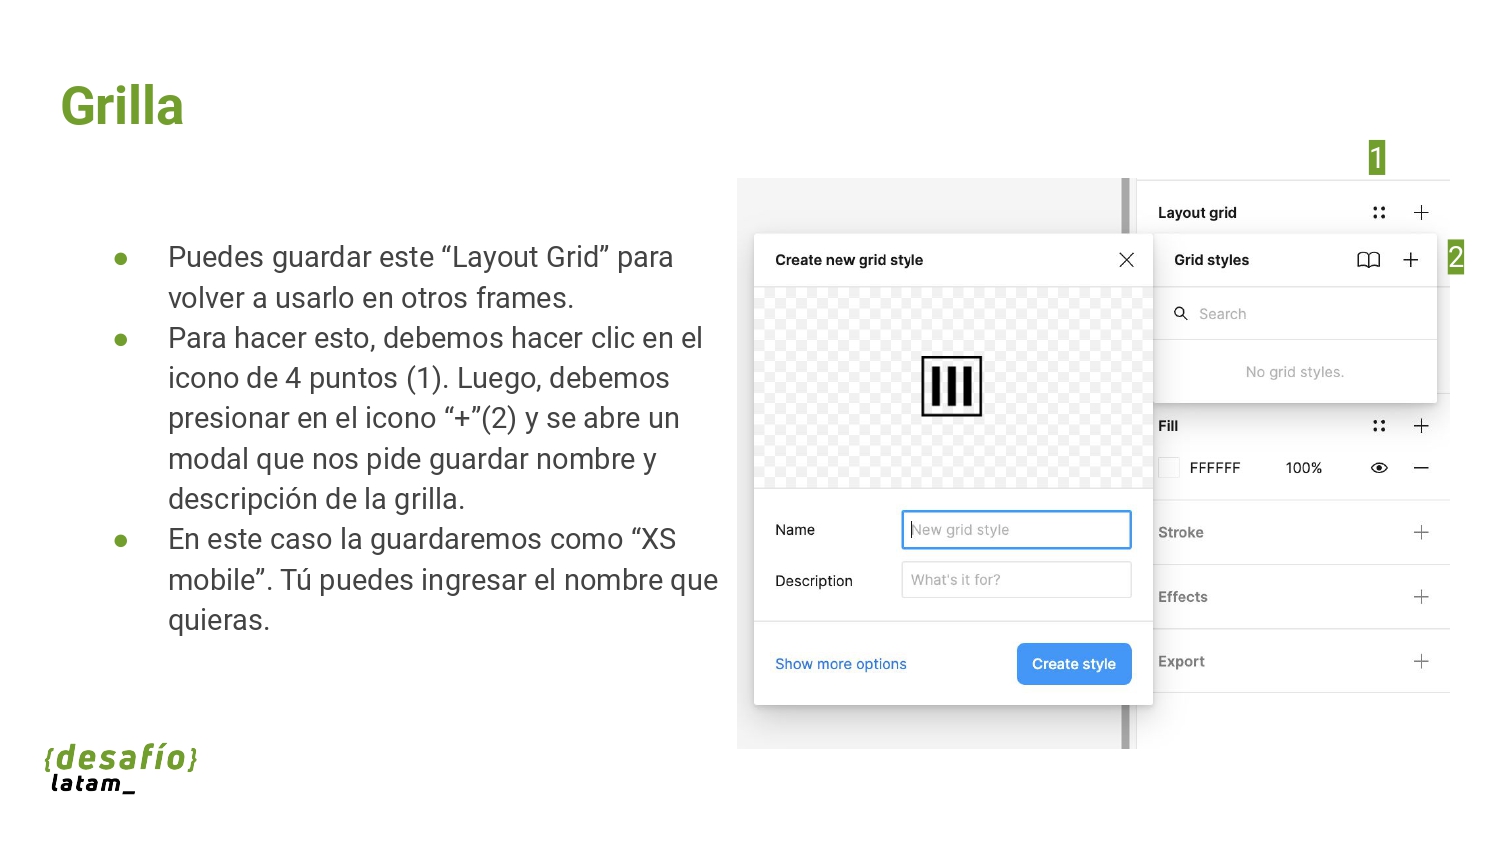 Grilla
● Puedes guardar este “Layout Grid” para
volver a usarlo en otros frames.
● Para hacer esto, debemos hacer clic en el
icono de 4 puntos (1). Luego, debemos
presionar en el icono “+”(2) y se abre un
modal que nos pide guardar nombre y
descripción de la grilla.
● En este caso la guardaremos como “XS
mobile”. Tú puedes ingresar el nombre que
quieras.
1
Layout grid
Create new grid style
Grid styles
2
Search
No grid styles.
Fill
FFFFFF 100%
Name New grid style
Stroke
Description What's it for?
Effects
Show more options Create style
Export
{desafío}
latam_